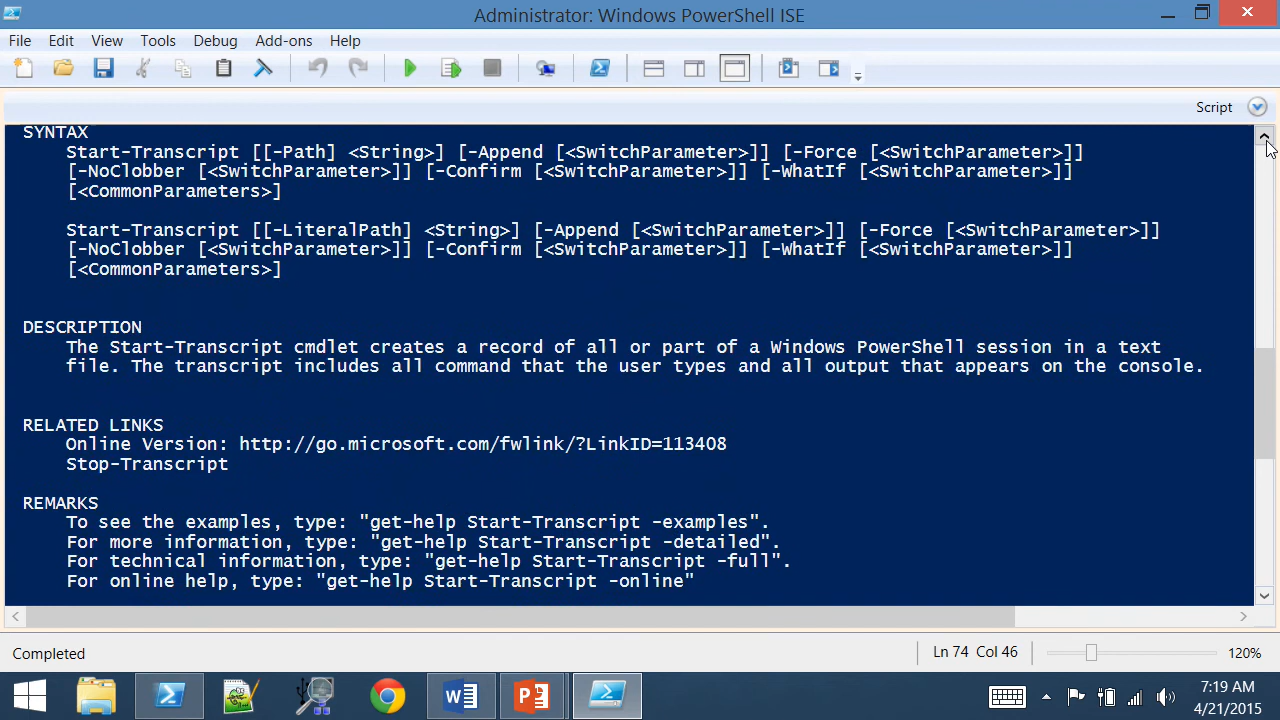 Administrator: Windows PowerShell ISE
File Edit View Tools Debug Add-ons Help
Script
SYNTAX
Start-Transcript [[-Path] <String>] [-Append [<SwitchParameter>]] [-Force [<SwitchParameter>]]
[-NoClobber [<SwitchParameter>]] [-Confirm [<SwitchParameter>]] [-WhatIf [<SwitchParameter>]]
[<CommonParameters>]
Start-Transcript [[-LiteralPath] <String>] [-Append [<SwitchParameter>]] [-Force [<SwitchParameter>]]
[-NoClobber [<SwitchParameter>]] [-Confirm [<SwitchParameter>]] [-WhatIf [<SwitchParameter>]]
[<CommonParameters>]
DESCRIPTION
The Start-Transcript cmdlet creates a record of all or part of a Windows PowerShell session in a text
file. The transcript includes all command that the user types and all output that appears on the console.
RELATED LINKS
Online Version: http://go.microsoft.com/fwlink/?LinkID=113408
Stop-Transcript
REMARKS
To see the examples, type: "get-help Start-Transcript -examples".
For more information, type: "get-help Start-Transcript -detailed".
For technical information, type: "get-help Start-Transcript -full".
For online help, type: "get-help Start-Transcript -online"
Completed
Ln 74 Col 46
120%
7:19 AM
4/21/2015